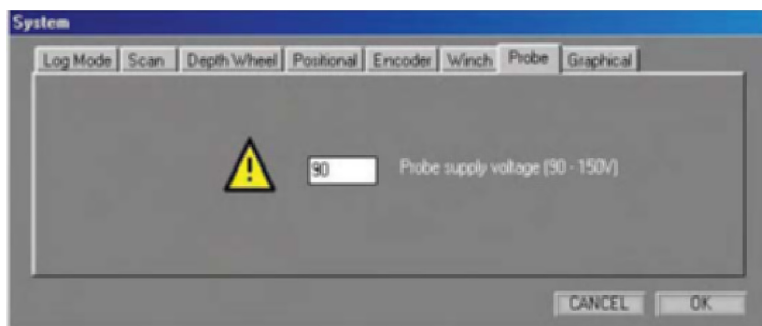 System
Log Mode Scan Depth Wheel Positional Encoder Winch Probe Graphical
! 90 Probe supply voltage (90 - 150V)
CANCEL OK